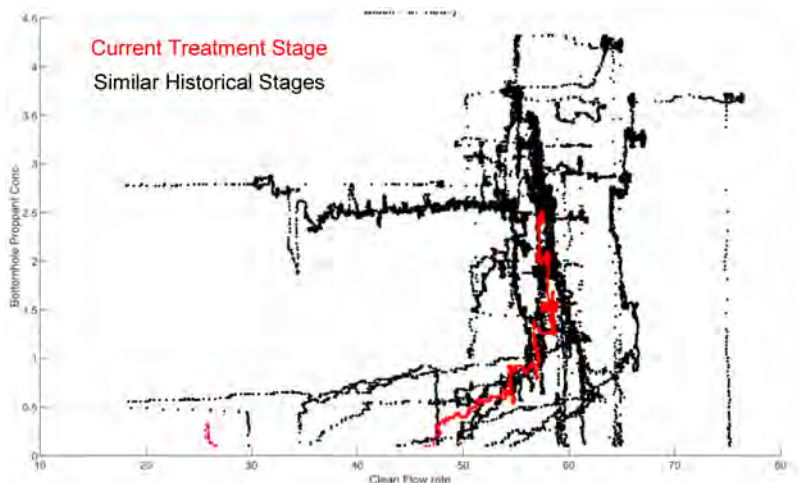 4.5
Current Treatment Stage
4
Similar Historical Stages
3.5
3
Bottomhole Proppant Conc-
2.5
2
1.5
1
0.5
0
10 20 30 40 50 60 70 80
Clean Flow rate